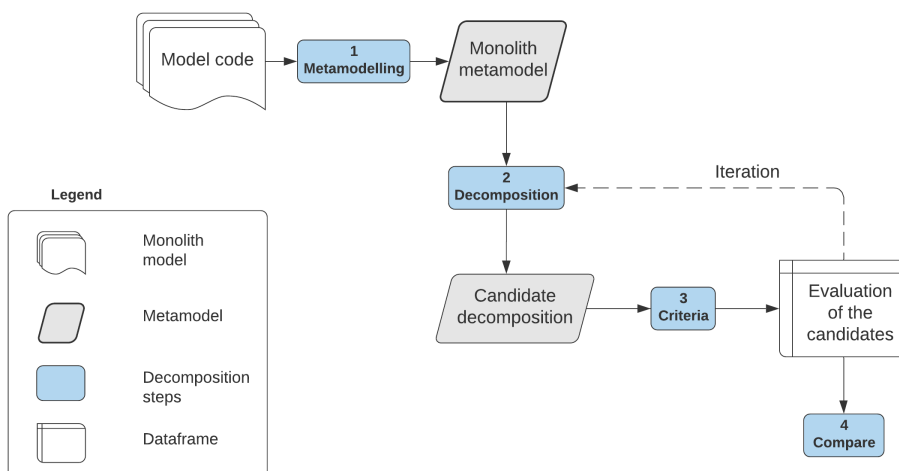 Model code
1
Metamodelling
Monolith
metamodel
2
Decomposition
Iteration
Candidate
decomposition
3
Criteria
Evaluation
of the
candidates
4
Compare
Legend
Monolith
model
Metamodel
Decomposition
steps
Dataframe